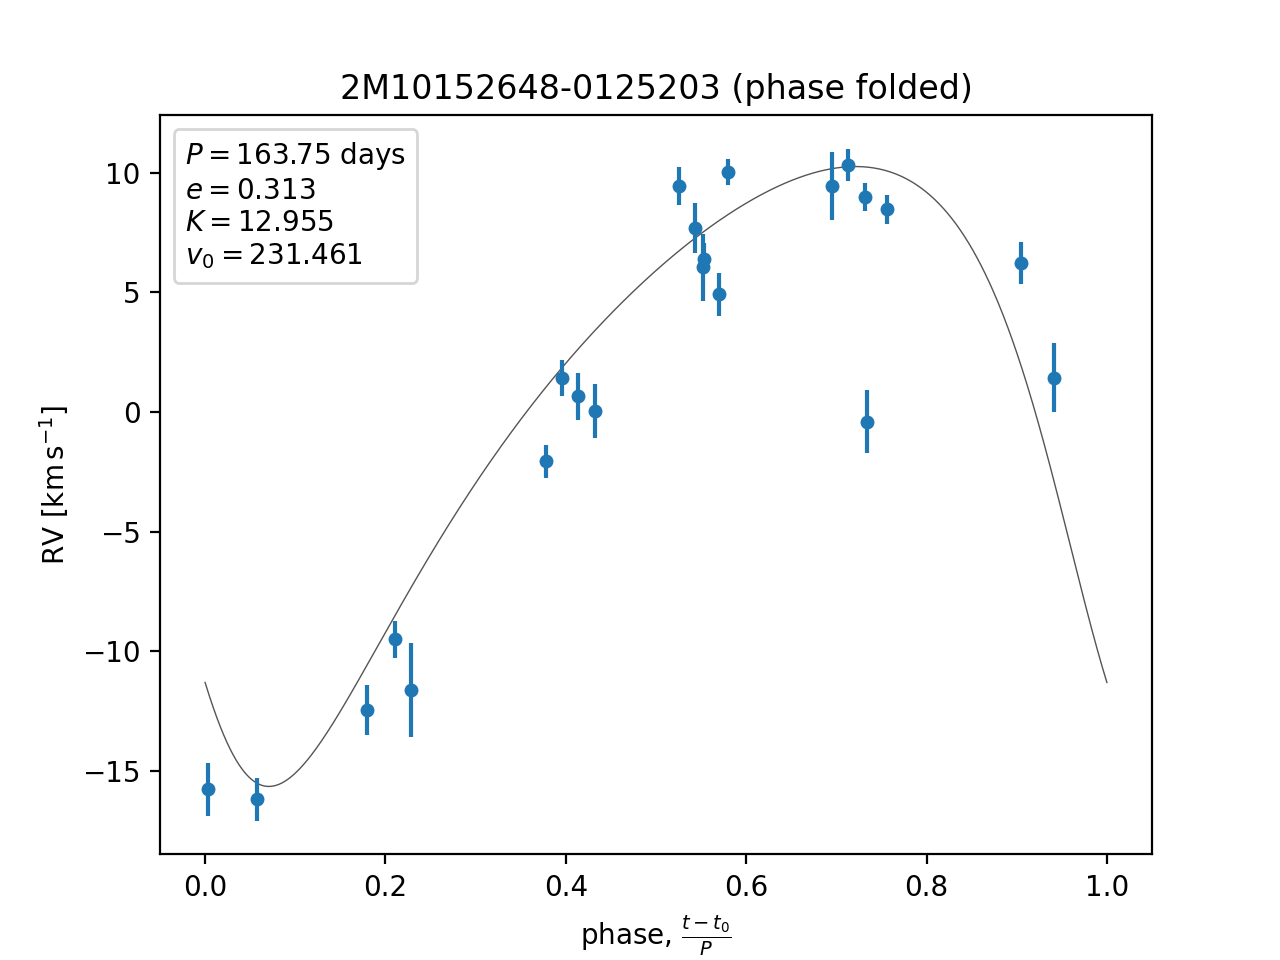 2M10152648-0125203 (phase folded)
P = 163.75 days
e = 0.313
K = 12.955
v₀ = 231.461
10
5
0
−5
−10
−15
RV [km s⁻¹]
0.0 0.2 0.4 0.6 0.8 1.0
phase, (t − t₀)/P